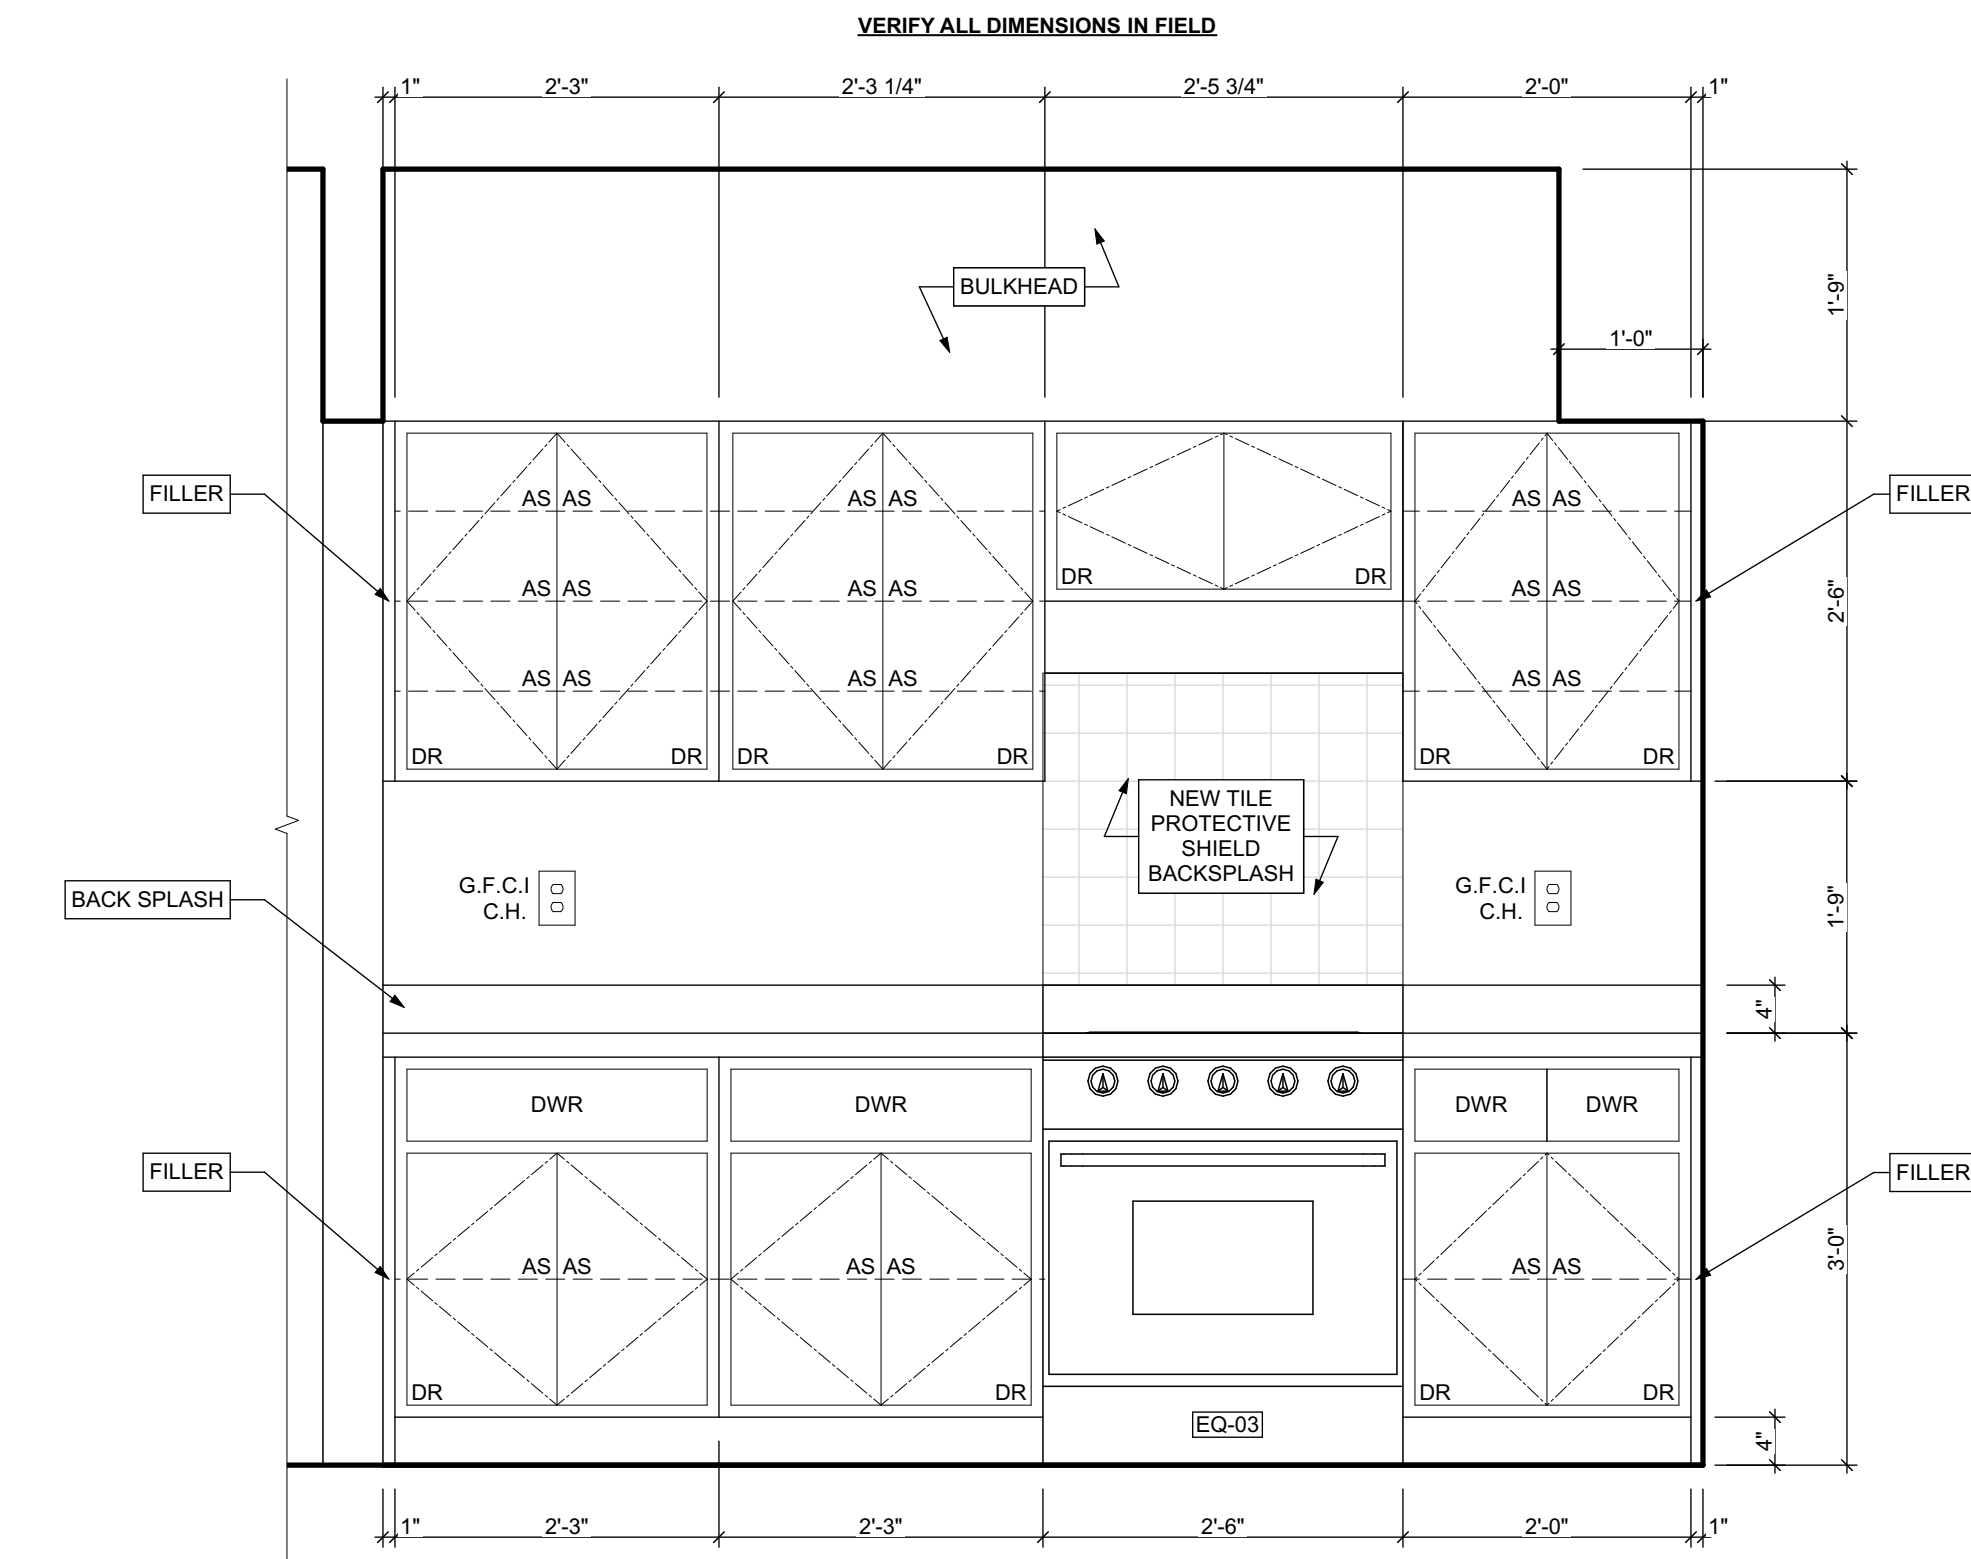 VERIFY ALL DIMENSIONS IN FIELD
1" 2'-3" 2'-3 1/4" 2'-5 3/4" 2'-0" 1"
BULKHEAD
1'-9"
1'-0"
FILLER
FILLER
AS AS AS AS AS AS
DR DR
AS AS AS AS AS AS
2'-6"
AS AS AS AS AS AS
DR DR DR DR DR DR
NEW TILE
PROTECTIVE
SHIELD
BACKSPLASH
BACK SPLASH
G.F.C.I
C.H.
G.F.C.I
C.H.
1'-9"
4"
DWR DWR DWR DWR
FILLER
FILLER
3'-0"
AS AS AS AS AS AS
DR DR DR DR
EQ-03
4"
1" 2'-3" 2'-3" 2'-6" 2'-0" 1"